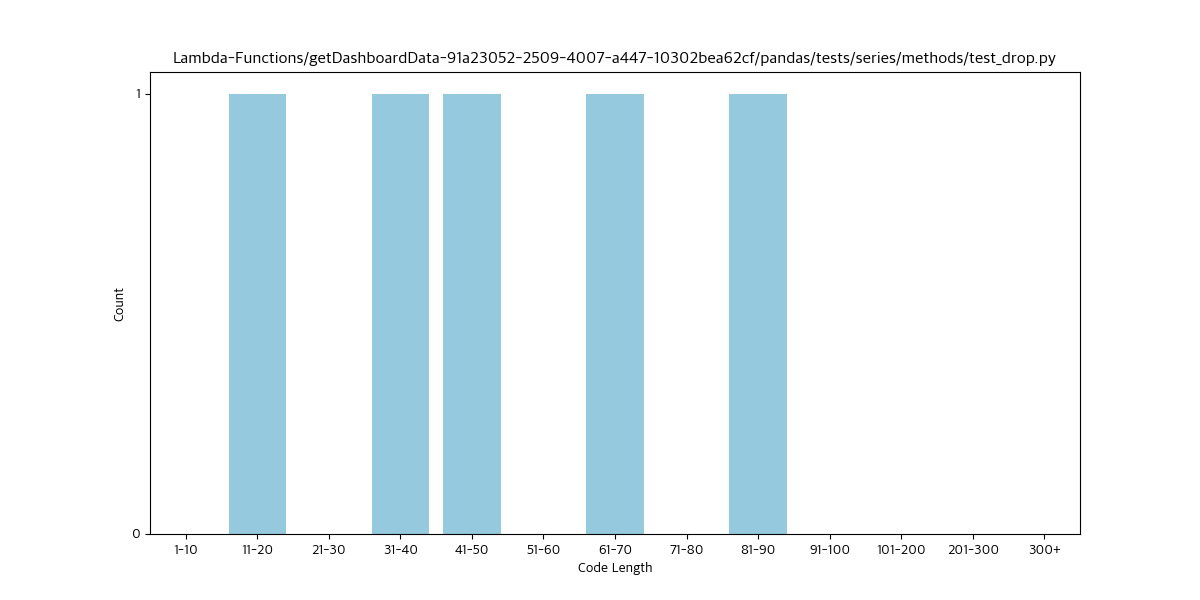 Lambda-Functions/getDashboardData-91a23052-2509-4007-a447-10302bea62cf/pandas/tests/series/methods/test_drop.py
1
Count
0
1-10 11-20 21-30 31-40 41-50 51-60 61-70 71-80 81-90 91-100 101-200 201-300 300+
Code Length